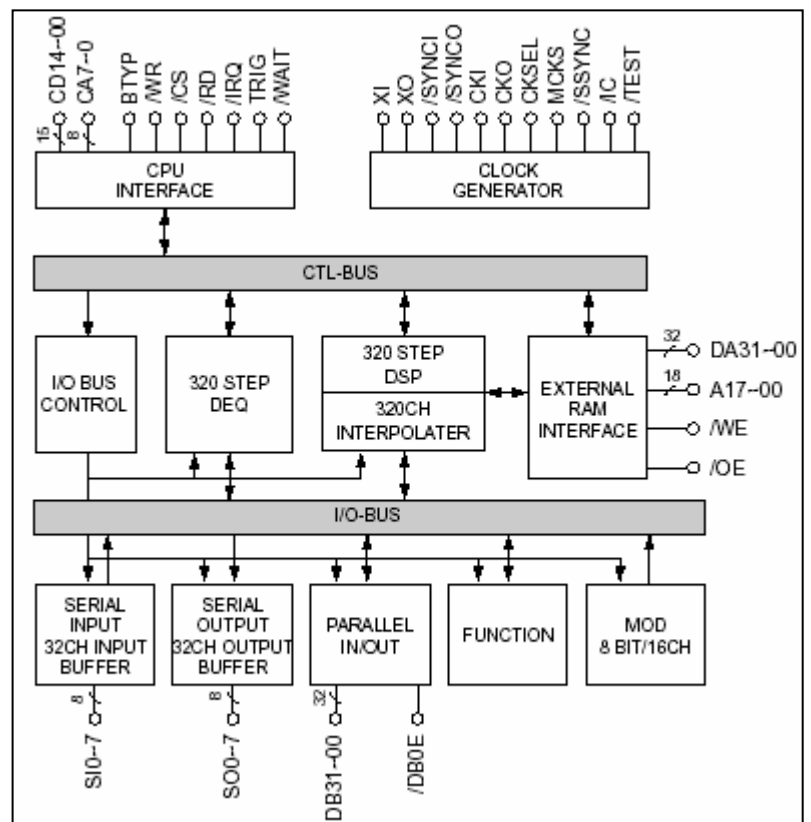 CD14~00
CA7~0
BTYP
/WR
/CS
/RD
/IRQ
TRIG
/WAIT
XI
XO
/SYNCI
/SYNCO
CKI
CKO
CKSEL
MCKS
/SSYNC
/IC
/TEST
15
8
CPU
INTERFACE
CLOCK
GENERATOR
CTL-BUS
I/O BUS
CONTROL
320 STEP
DEQ
320 STEP
DSP
320CH
INTERPOLATER
EXTERNAL
RAM
INTERFACE
32
DA31~00
18
A17~00
/WE
/OE
I/O-BUS
SERIAL
INPUT
32CH INPUT
BUFFER
SERIAL
OUTPUT
32CH OUTPUT
BUFFER
PARALLEL
IN/OUT
FUNCTION
MOD
8 BIT/16CH
8
SI0~7
8
SO0~7
32
DB31~00
/DB0E